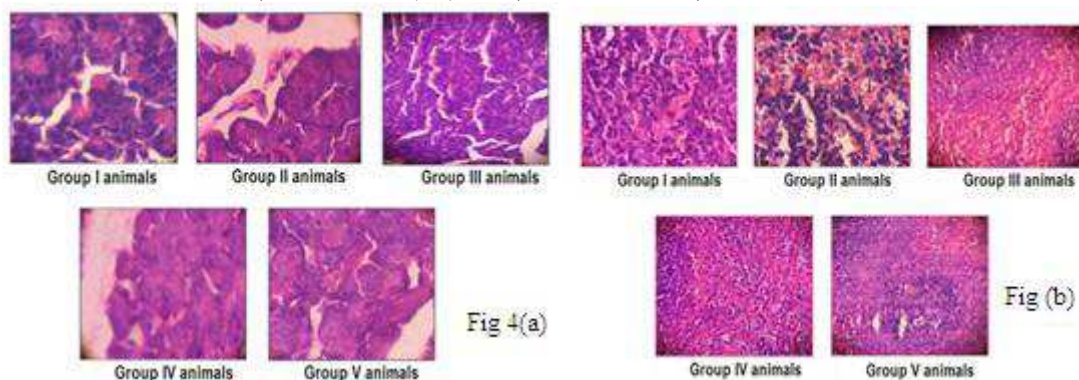 Group I animals
Group II animals
Group III animals
Group I animals
Group Ii animals
Group III animals
Group IV animals
Group V animals
Fig 4(a)
Group IV animals
Group V animals
Fig (b)